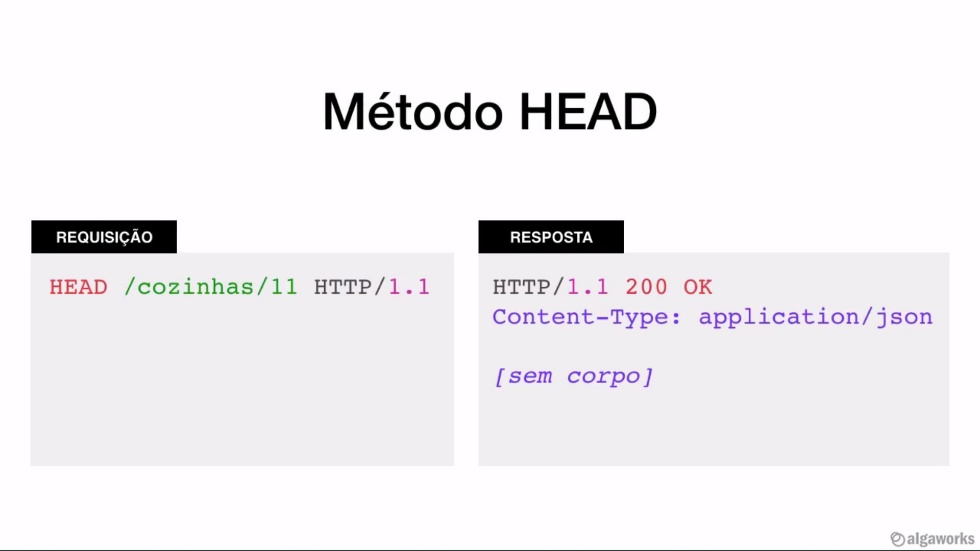 Método HEAD
REQUISIÇÃO
HEAD /cozinhas/11 HTTP/1.1
RESPOSTA
HTTP/1.1 200 OK
Content-Type: application/json
[sem corpo]
algaworks